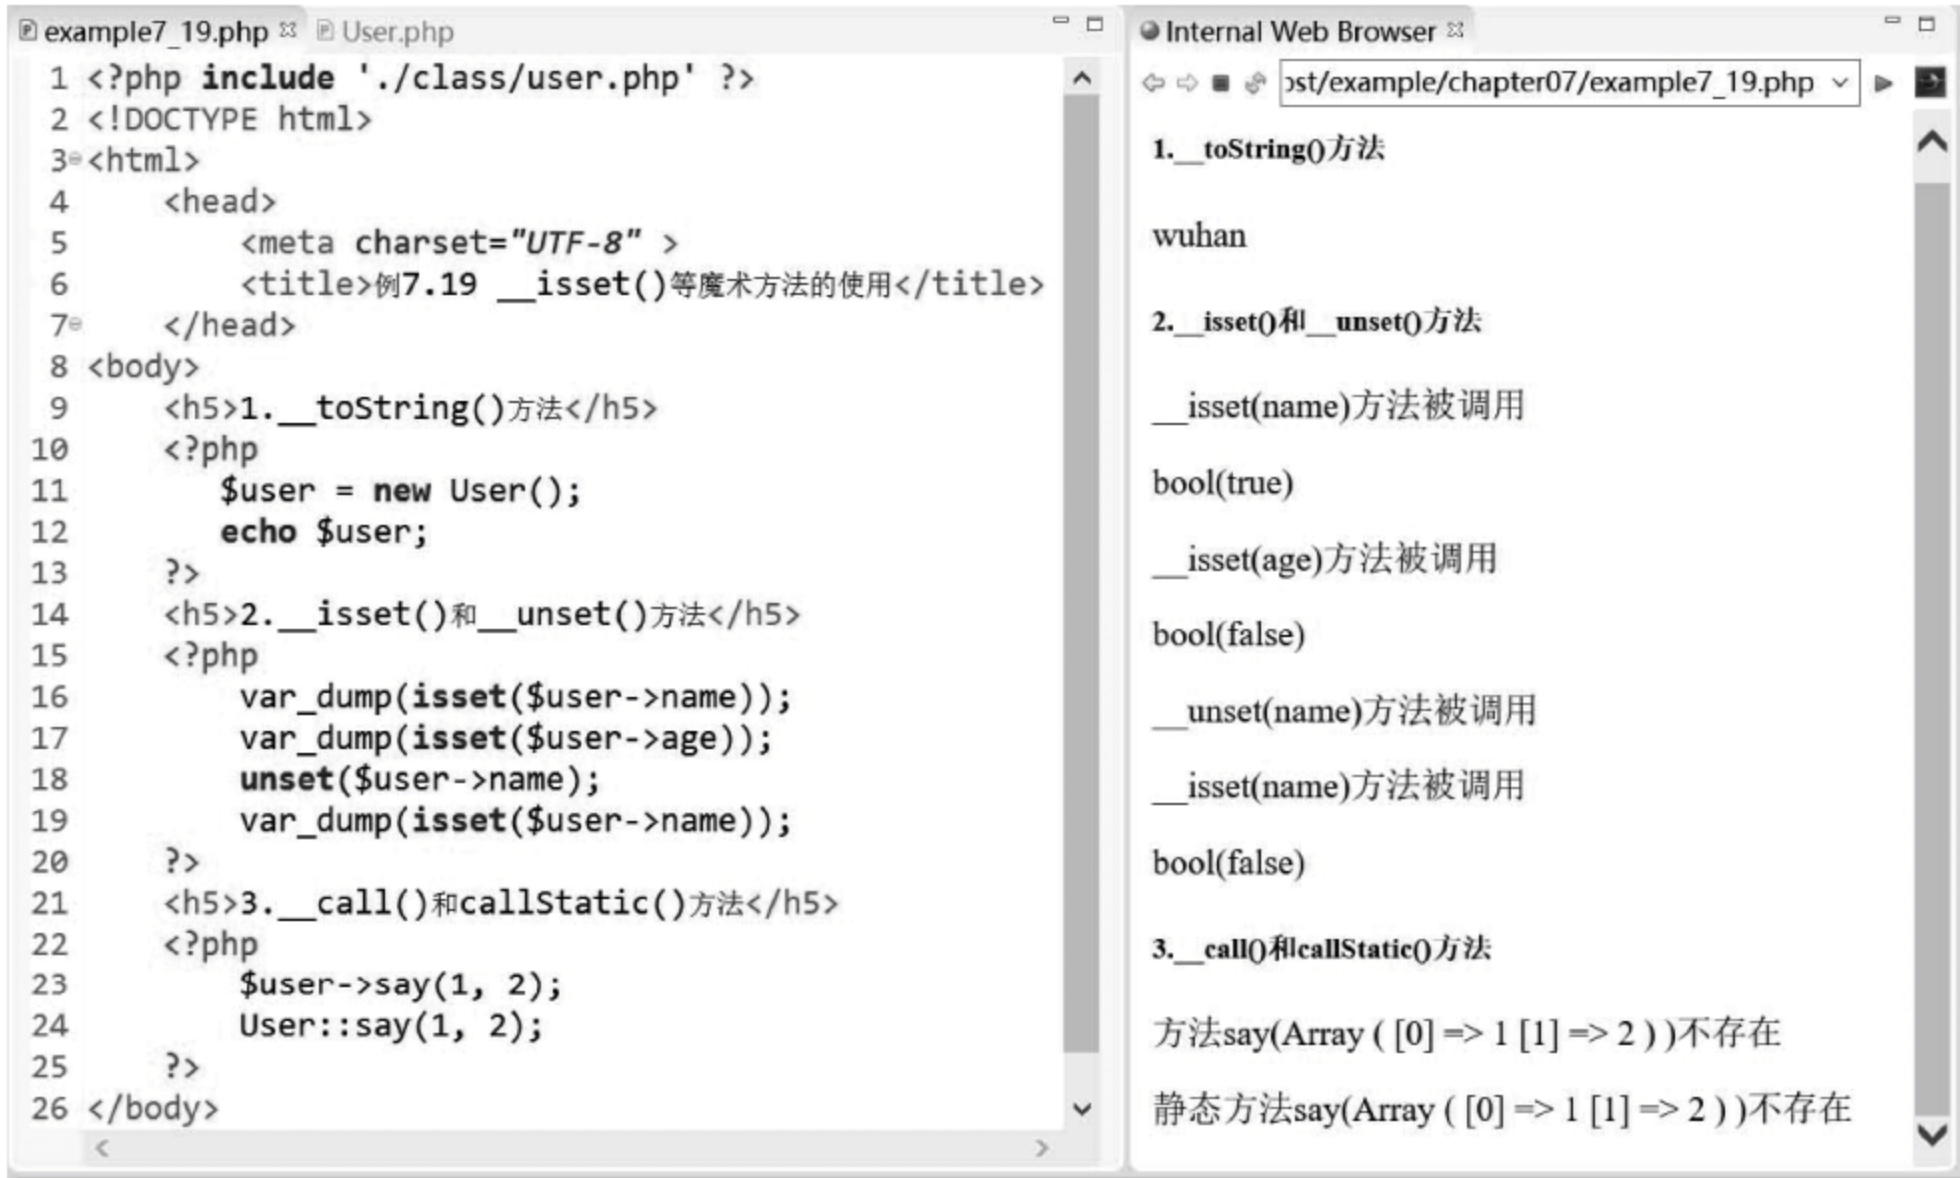 example7_19.php User.php
1 <?php include './class/user.php' ?>
2 <!DOCTYPE html>
3 <html>
4 <head>
5 <meta charset="UTF-8" >
6 <title>例7.19 __isset()等魔术方法的使用</title>
7 </head>
8 <body>
9 <h5>1.__toString()方法</h5>
10 <?php
11 $user = new User();
12 echo $user;
13 ?>
14 <h5>2.__isset()和__unset()方法</h5>
15 <?php
16 var_dump(isset($user->name));
17 var_dump(isset($user->age));
18 unset($user->name);
19 var_dump(isset($user->name));
20 ?>
21 <h5>3.__call()和callStatic()方法</h5>
22 <?php
23 $user->say(1, 2);
24 User::say(1, 2);
25 ?>
26 </body>
Internal Web Browser
ost/example/chapter07/example7_19.php
1.__toString()方法
wuhan
2.__isset()和__unset()方法
__isset(name)方法被调用
bool(true)
__isset(age)方法被调用
bool(false)
__unset(name)方法被调用
__isset(name)方法被调用
bool(false)
3.__call()和callStatic()方法
方法say(Array ( [0] => 1 [1] => 2 ) )不存在
静态方法say(Array ( [0] => 1 [1] => 2 ) )不存在